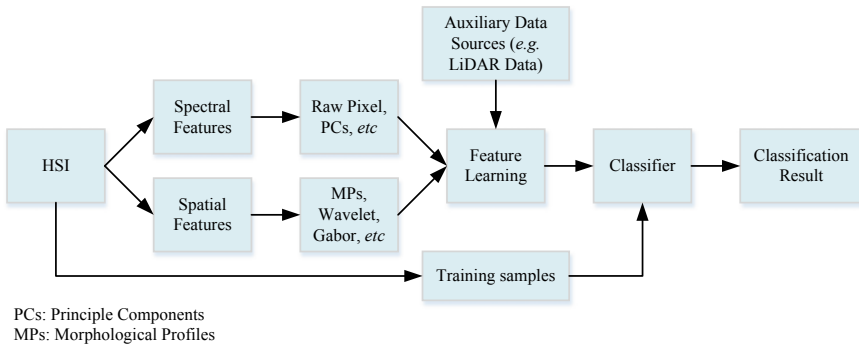 Auxiliary Data
Sources (e.g.
LiDAR Data)
Spectral
Features
Raw Pixel,
PCs, etc
HSI
Feature
Learning
Classifier
Classification
Result
Spatial
Features
MPs,
Wavelet,
Gabor, etc
Training samples
PCs: Principle Components
MPs: Morphological Profiles